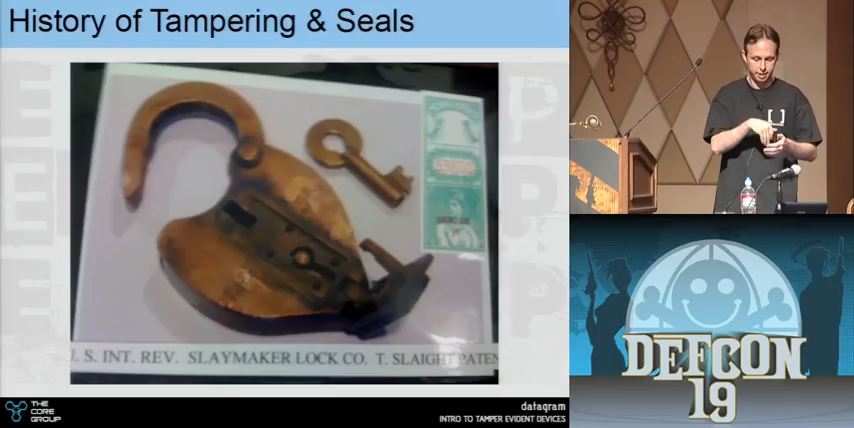 History of Tampering & Seals
U. S. INT. REV. SLAYMAKER LOCK CO. T. SLAIGHT PATEN
THE
CORE
GROUP
datagram
INTRO TO TAMPER EVIDENT DEVICES
DEFCON
19